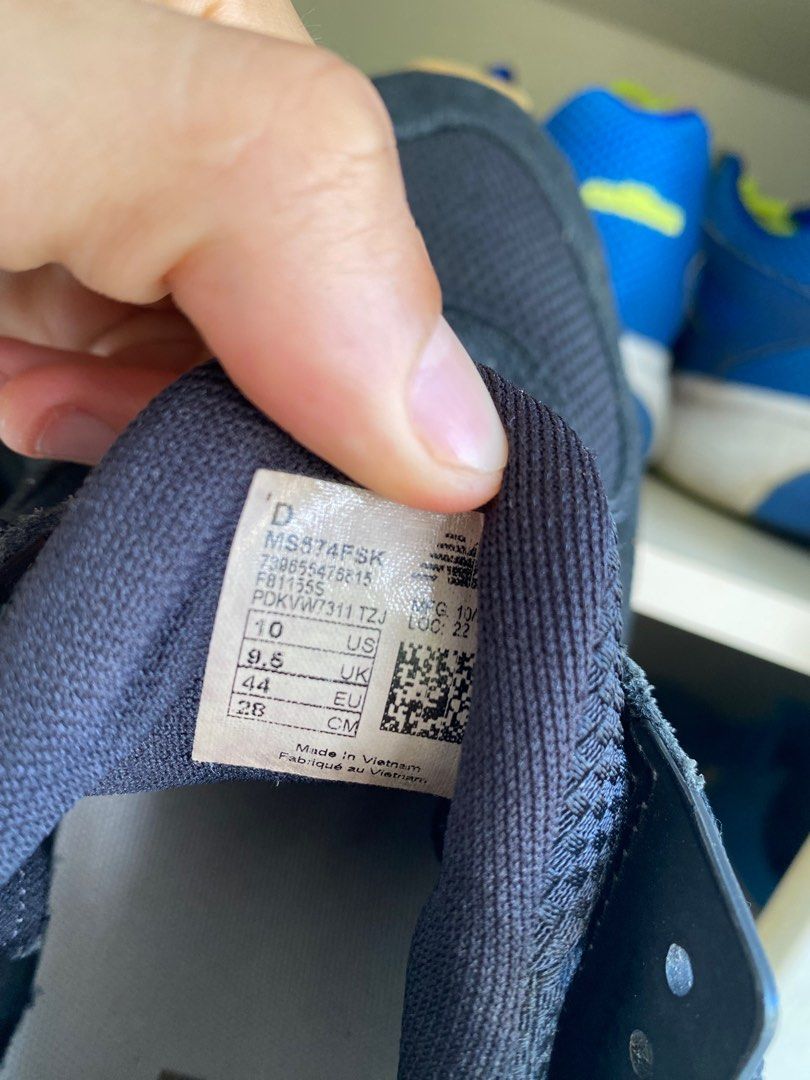 D
MS574FSK
739655476815
F81155S
PDKVW7311 TZJ
MFG: 10/
LOC: 22
10 US
9.5 UK
44 EU
28 CM
Made in Vietnam
Fabriqué au Vietnam